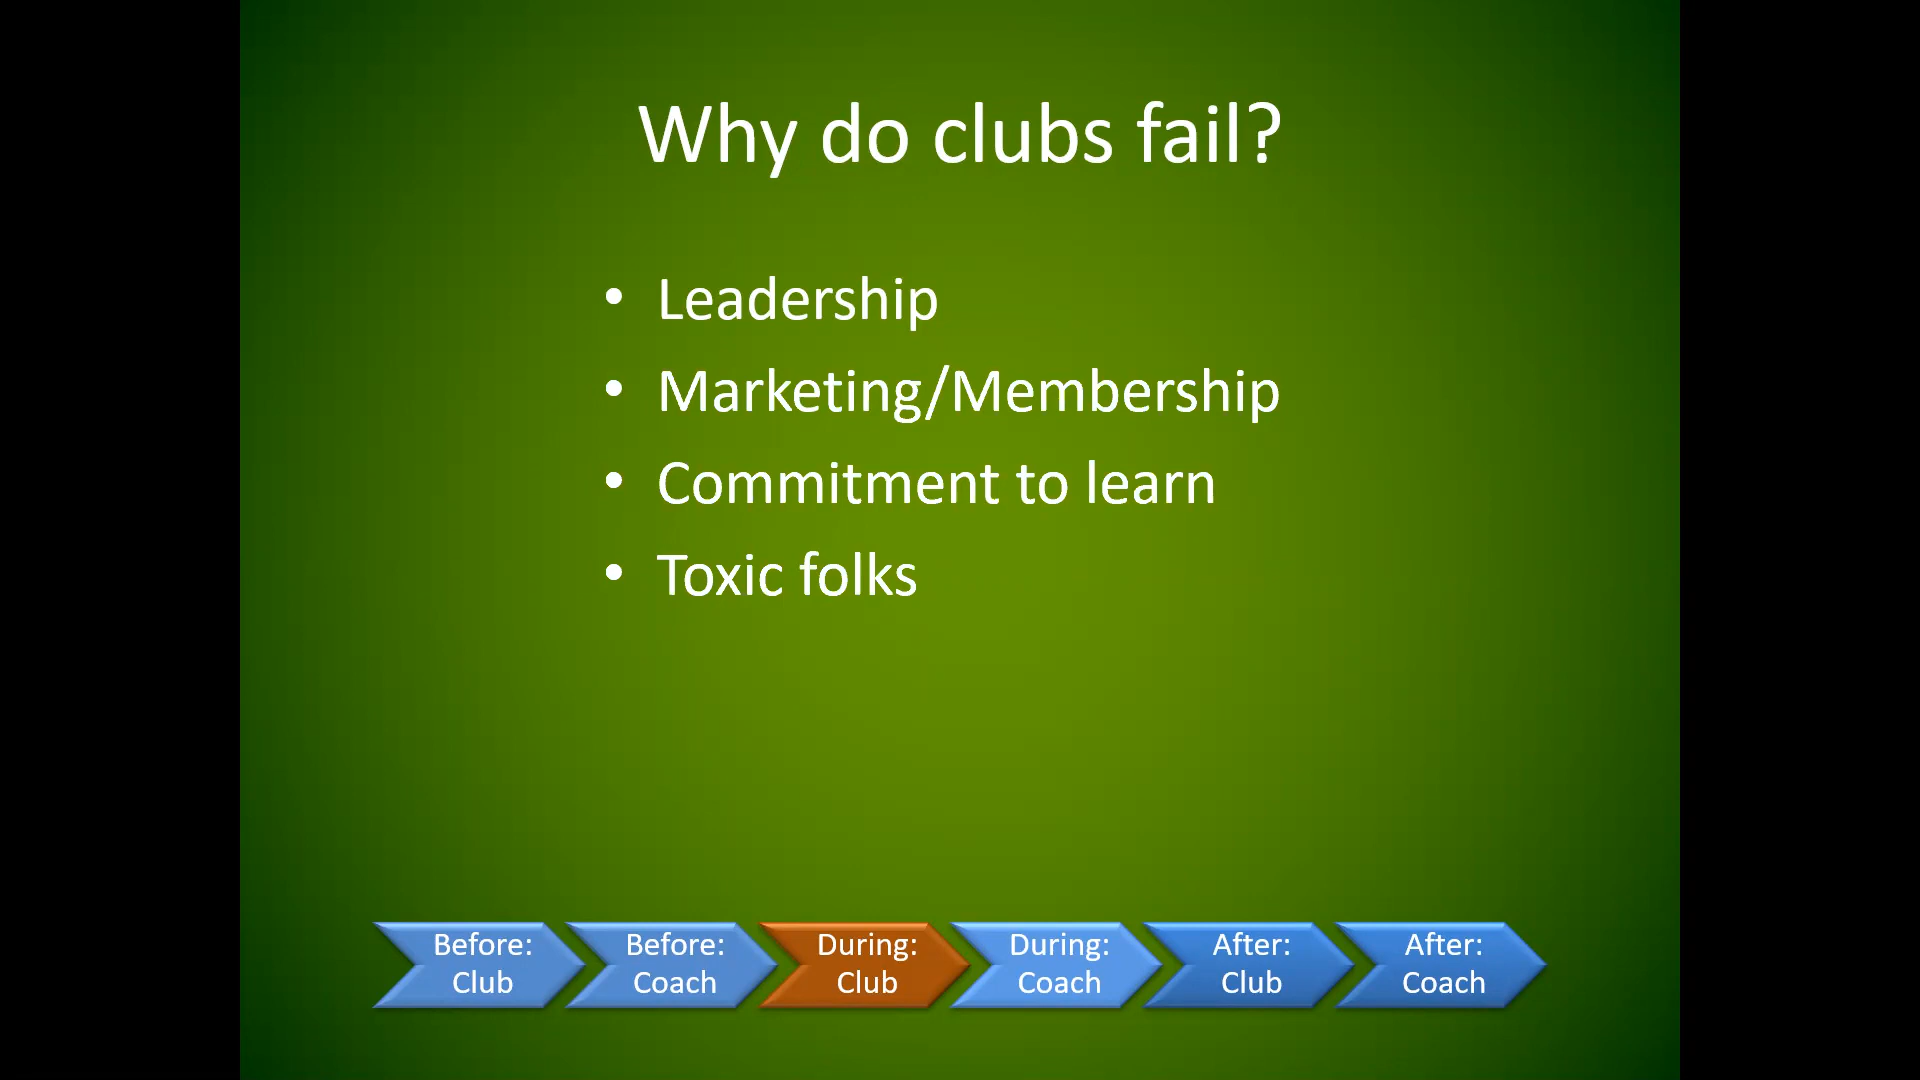 Why do clubs fail?
• Leadership
• Marketing/Membership
• Commitment to learn
• Toxic folks
Before:
Club
Before:
Coach
During:
Club
During:
Coach
After:
Club
After:
Coach